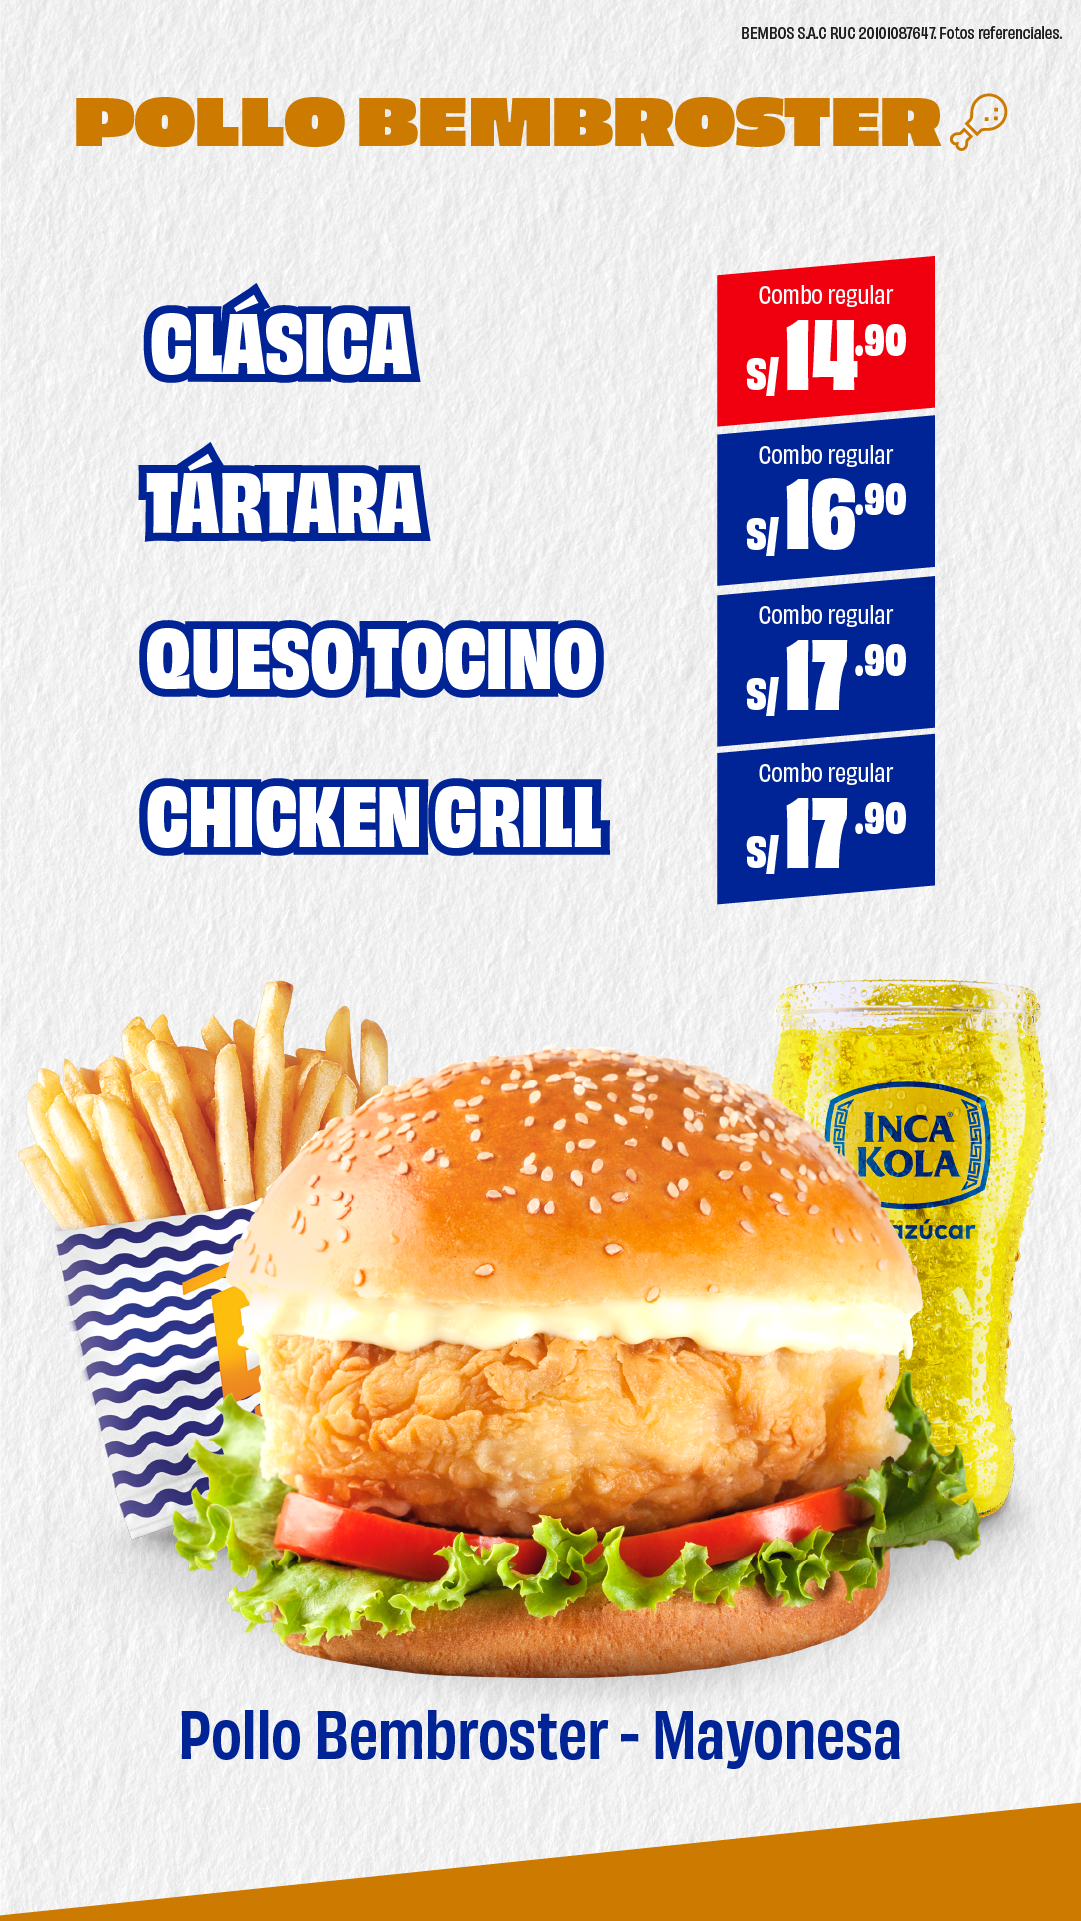 BEMBOS S.A.C RUC 20101087647. Fotos referenciales.
POLLO BEMBROSTER
CLÁSICA
Combo regular
S/ 14.90
TÁRTARA
Combo regular
S/ 16.90
QUESO TOCINO
Combo regular
S/ 17.90
CHICKEN GRILL
Combo regular
S/ 17.90
INCA
KOLA
azúcar
Pollo Bembroster - Mayonesa